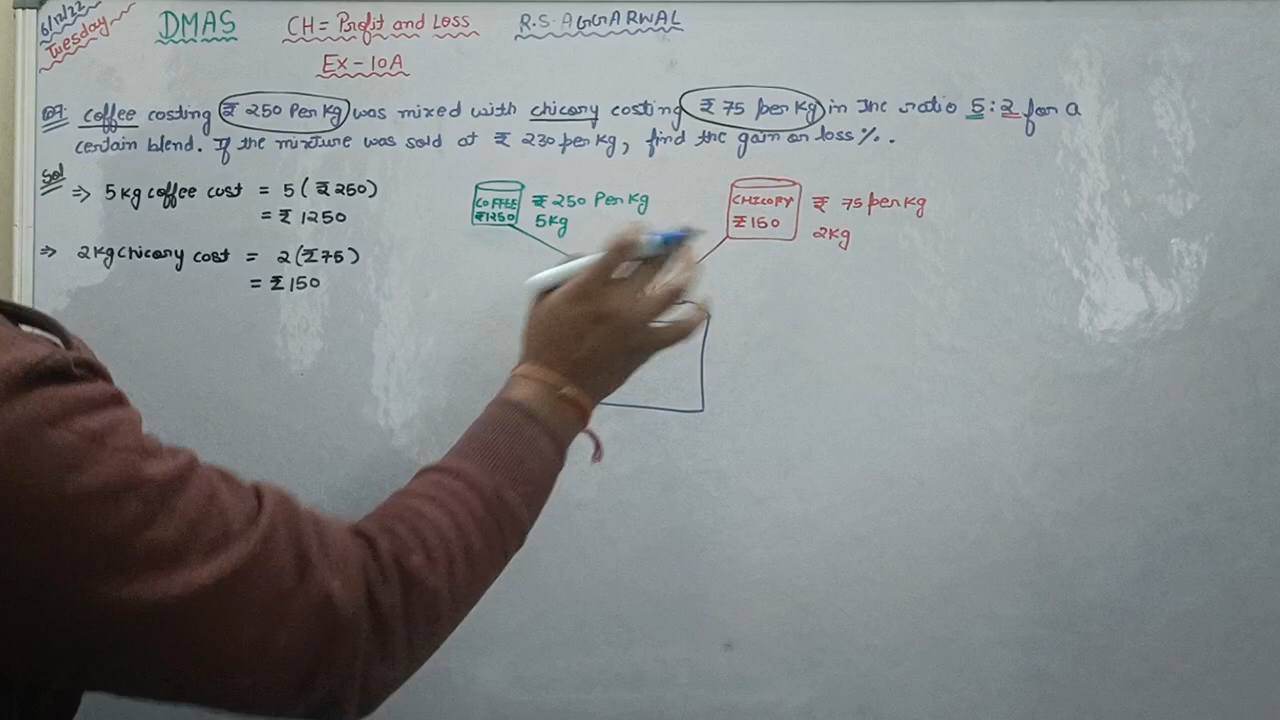 6/12/22
Tuesday
DMAS
CH = Profit and Loss
R.S. AGGARWAL
EX-10A
Q7: coffee costing ₹ 250 Per Kg was mixed with chicory costing ₹ 75 per Kg in the ratio 5:2 for a
certain blend. If the mixture was sold at ₹ 230 per Kg, find the gain or loss %.
Sol
⇒ 5 Kg coffee cost = 5 ( ₹ 250)
= ₹ 1250
⇒ 2 Kg chicory cost = 2 (₹ 75)
= ₹ 150
COFFEE
₹1250
₹ 250 Per Kg
5Kg
CHICORY
₹ 150
₹ 75 per Kg
2Kg